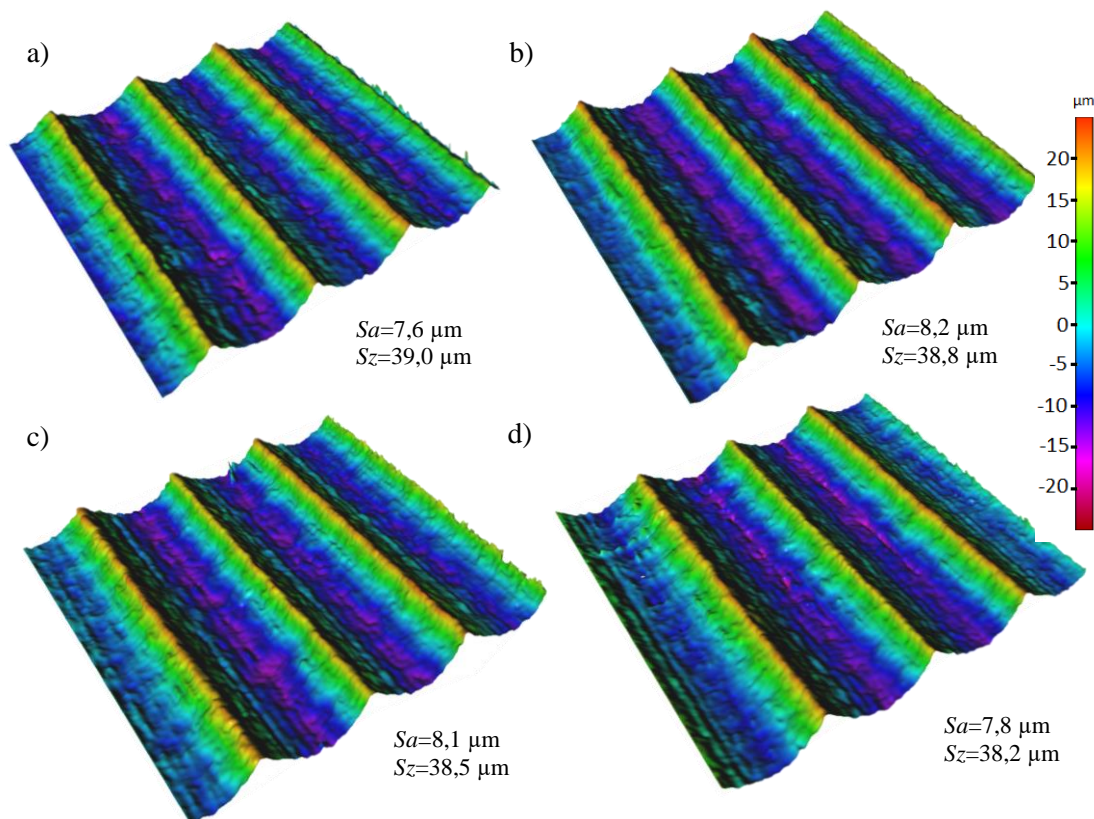 a)
b)
µm
20
15
10
5
0
-5
-10
-15
-20
Sa=7,6 µm
Sz=39,0 µm
Sa=8,2 µm
Sz=38,8 µm
c)
d)
Sa=8,1 µm
Sz=38,5 µm
Sa=7,8 µm
Sz=38,2 µm